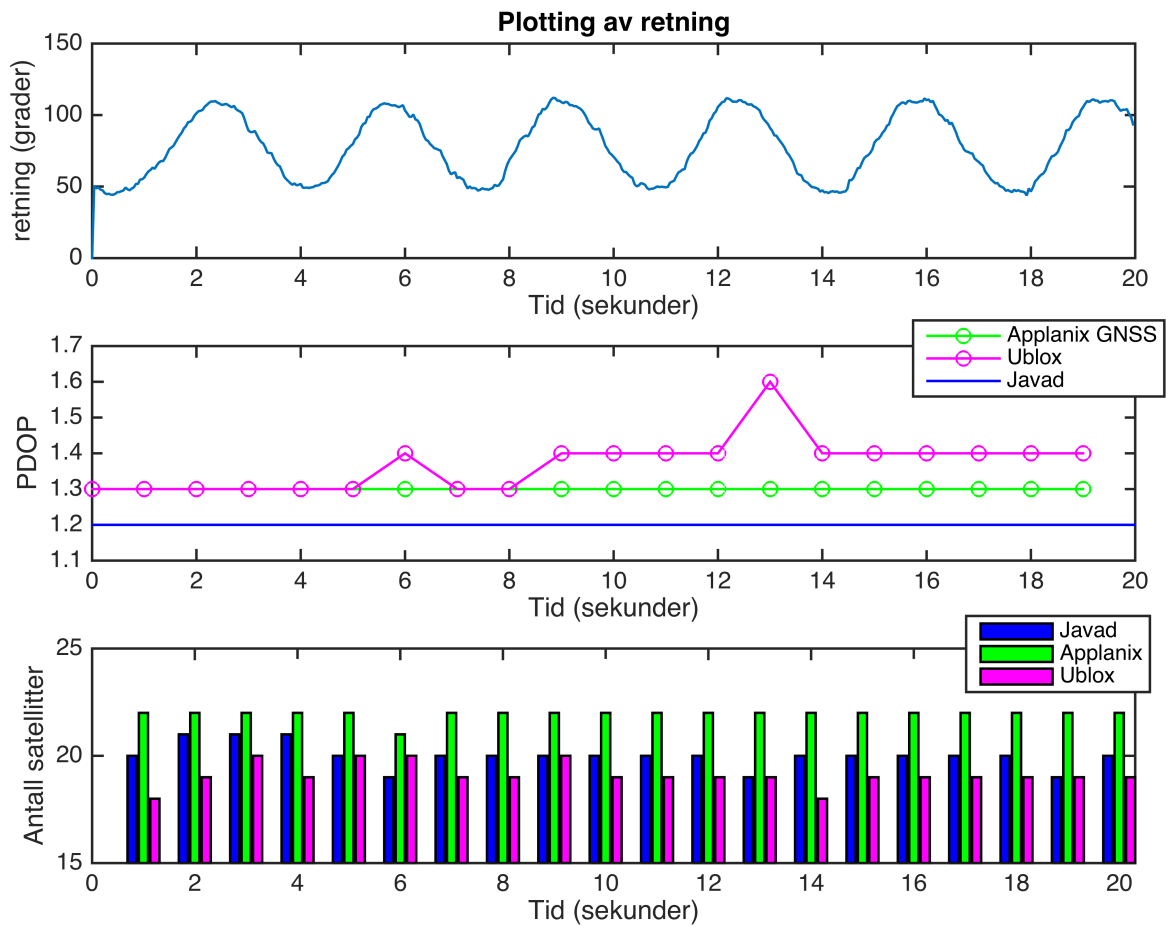 Plotting av retning
150
100
50
0
retning (grader)
0 2 4 6 8 10 12 14 16 18 20
Tid (sekunder)
Applanix GNSS
Ublox
Javad
1.7
1.6
1.5
1.4
1.3
1.2
1.1
PDOP
0 2 4 6 8 10 12 14 16 18 20
Tid (sekunder)
Javad
Applanix
Ublox
25
20
15
Antall satellitter
0 2 4 6 8 10 12 14 16 18 20
Tid (sekunder)